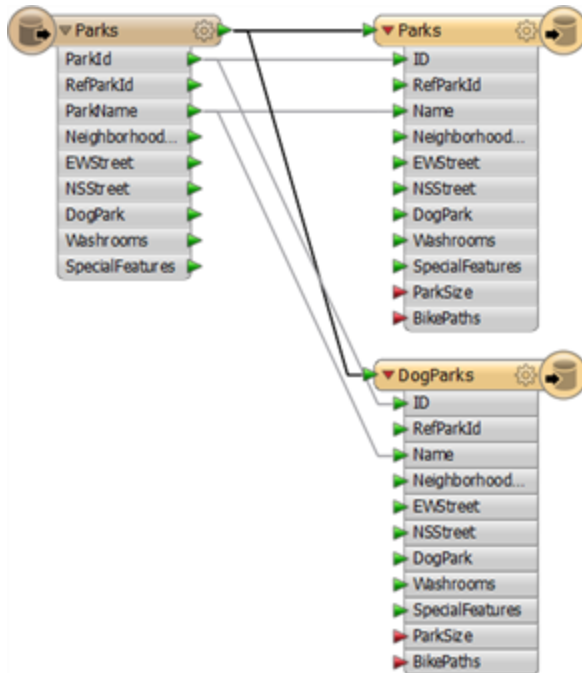 Parks
ParkId
RefParkId
ParkName
Neighborhood...
EWStreet
NSStreet
DogPark
Washrooms
SpecialFeatures
Parks
ID
RefParkId
Name
Neighborhood...
EWStreet
NSStreet
DogPark
Washrooms
SpecialFeatures
ParkSize
BikePaths
DogParks
ID
RefParkId
Name
Neighborhood...
EWStreet
NSStreet
DogPark
Washrooms
SpecialFeatures
ParkSize
BikePaths